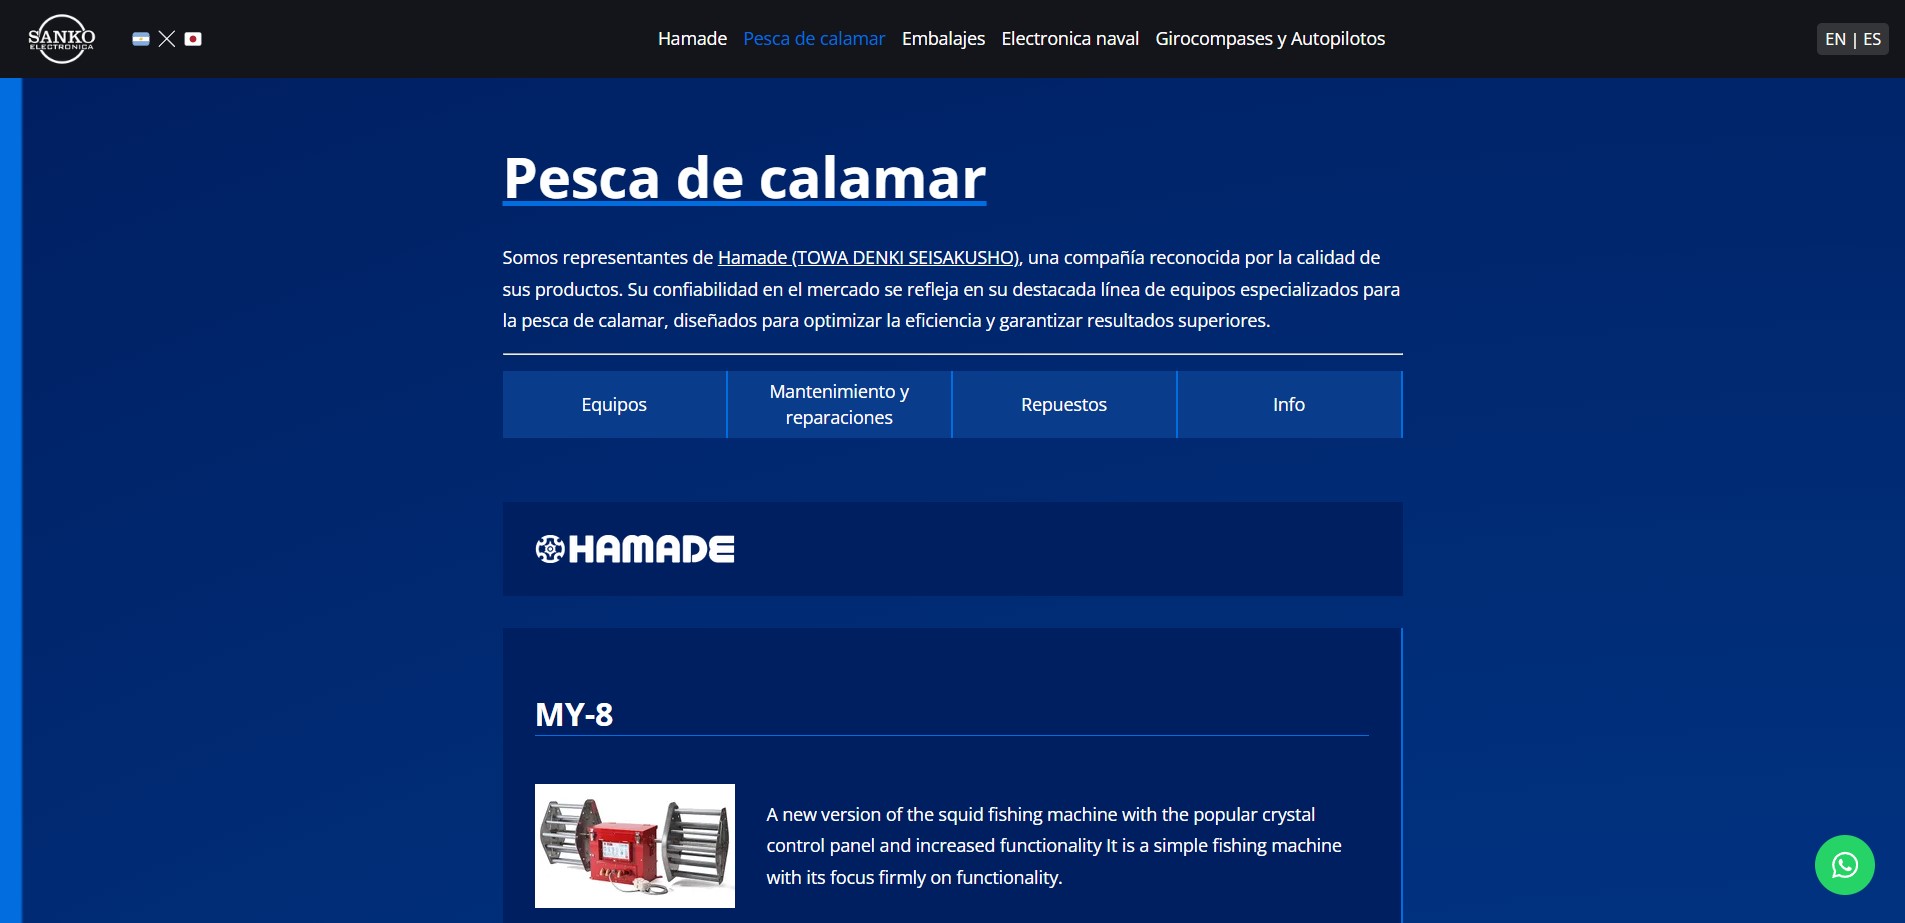 SANKO
ELECTRONICA
Hamade Pesca de calamar Embalajes Electronica naval Girocompases y Autopilotos
EN | ES
Pesca de calamar
Somos representantes de Hamade (TOWA DENKI SEISAKUSHO), una compañía reconocida por la calidad de
sus productos. Su confiabilidad en el mercado se refleja en su destacada línea de equipos especializados para
la pesca de calamar, diseñados para optimizar la eficiencia y garantizar resultados superiores.
Equipos
Mantenimiento y
reparaciones
Repuestos
Info
HAMADE
MY-8
A new version of the squid fishing machine with the popular crystal
control panel and increased functionality It is a simple fishing machine
with its focus firmly on functionality.